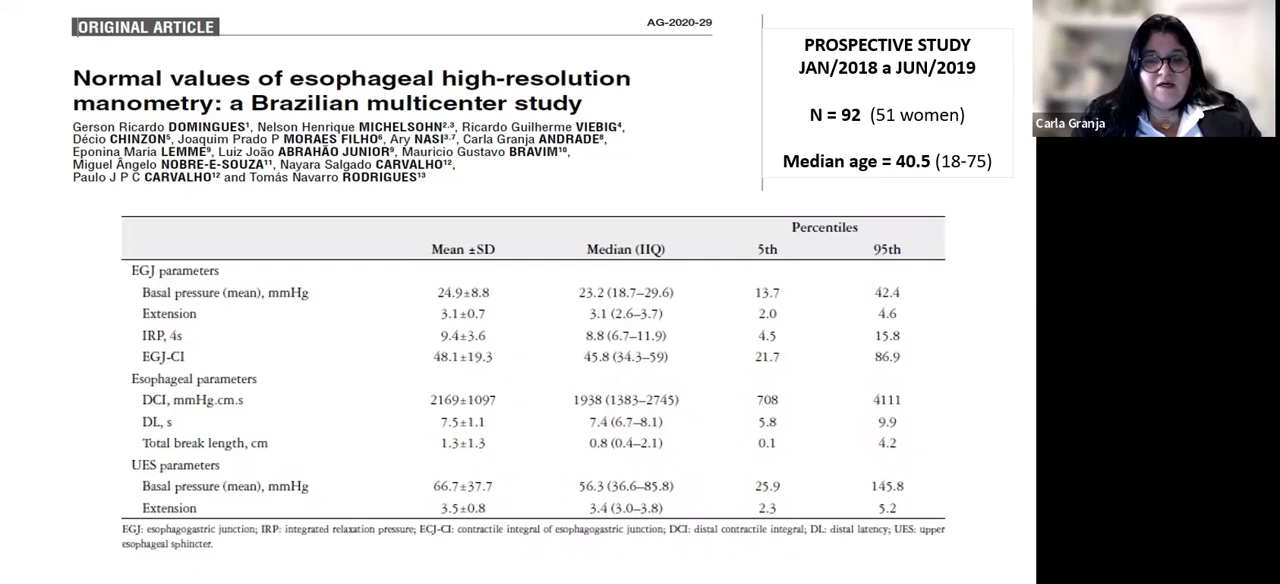 ORIGINAL ARTICLE
AG-2020-29
Normal values of esophageal high-resolution
manometry: a Brazilian multicenter study
Gerson Ricardo DOMINGUES¹, Nelson Henrique MICHELSOHN²·³, Ricardo Guilherme VIEBIG⁴,
Décio CHINZON⁵, Joaquim Prado P MORAES FILHO⁶, Ary NASI³·⁷, Carla Granja ANDRADE⁸,
Eponina Maria LEMME⁹, Luiz João ABRAHÃO JUNIOR⁹, Maurício Gustavo BRAVIM¹⁰,
Miguel Ângelo NOBRE-E-SOUZA¹¹, Nayara Salgado CARVALHO¹²,
Paulo J P C CARVALHO¹² and Tomás Navarro RODRIGUES¹³
PROSPECTIVE STUDY
JAN/2018 a JUN/2019
N = 92 (51 women)
Median age = 40.5 (18-75)
Carla Granja
Percentiles
Mean ±SD Median (IIQ) 5th 95th
EGJ parameters
Basal pressure (mean), mmHg 24.9±8.8 23.2 (18.7–29.6) 13.7 42.4
Extension 3.1±0.7 3.1 (2.6–3.7) 2.0 4.6
IRP, 4s 9.4±3.6 8.8 (6.7–11.9) 4.5 15.8
EGJ-CI 48.1±19.3 45.8 (34.3–59) 21.7 86.9
Esophageal parameters
DCI, mmHg.cm.s 2169±1097 1938 (1383–2745) 708 4111
DL, s 7.5±1.1 7.4 (6.7–8.1) 5.8 9.9
Total break length, cm 1.3±1.3 0.8 (0.4–2.1) 0.1 4.2
UES parameters
Basal pressure (mean), mmHg 66.7±37.7 56.3 (36.6–85.8) 25.9 145.8
Extension 3.5±0.8 3.4 (3.0–3.8) 2.3 5.2
EGJ: esophagogastric junction; IRP: integrated relaxation pressure; ECJ-CI: contractile integral of esophagogastric junction; DCI: distal contractile integral; DL: distal latency; UES: upper
esophageal sphincter.